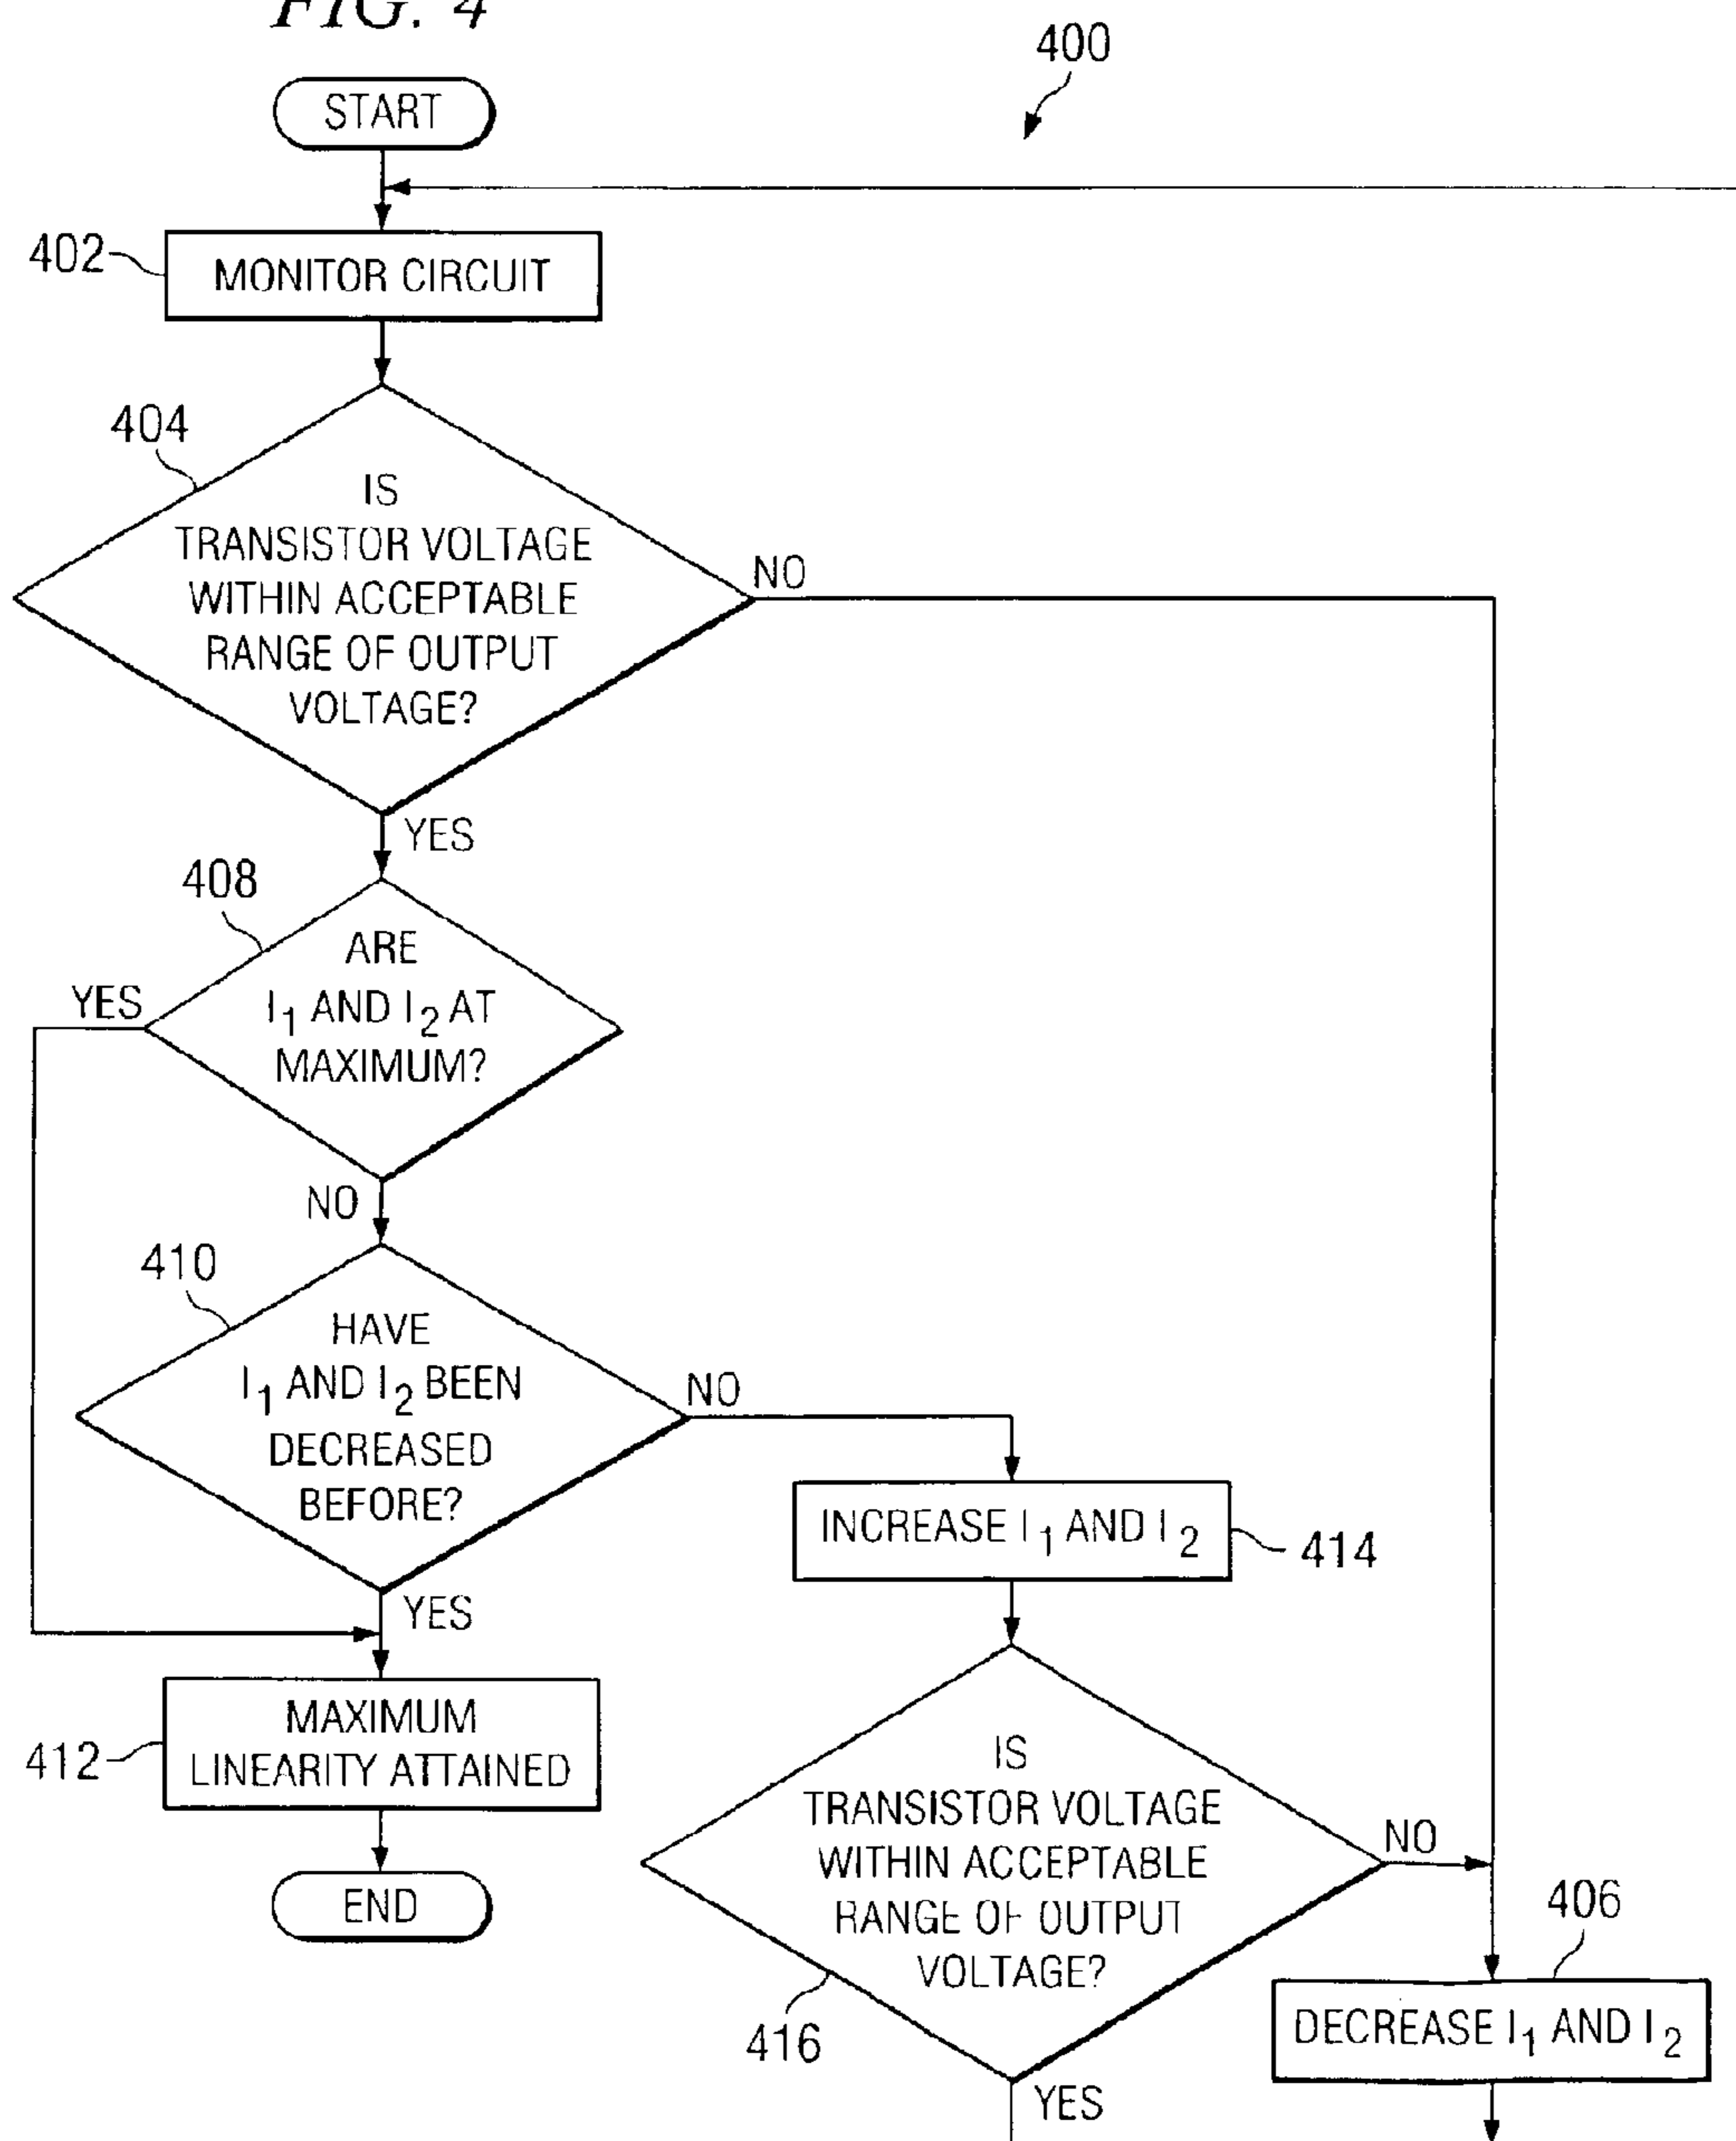 FIG. 4
400
START
402
MONITOR CIRCUIT
404
IS
TRANSISTOR VOLTAGE
WITHIN ACCEPTABLE
RANGE OF OUTPUT
VOLTAGE?
NO
YES
408
ARE
I1 AND I2 AT
MAXIMUM?
YES
NO
410
HAVE
I1 AND I2 BEEN
DECREASED
BEFORE?
NO
YES
INCREASE I1 AND I2
414
412
MAXIMUM
LINEARITY ATTAINED
END
IS
TRANSISTOR VOLTAGE
WITHIN ACCEPTABLE
RANGE OF OUTPUT
VOLTAGE?
NO
416
YES
406
DECREASE I1 AND I2